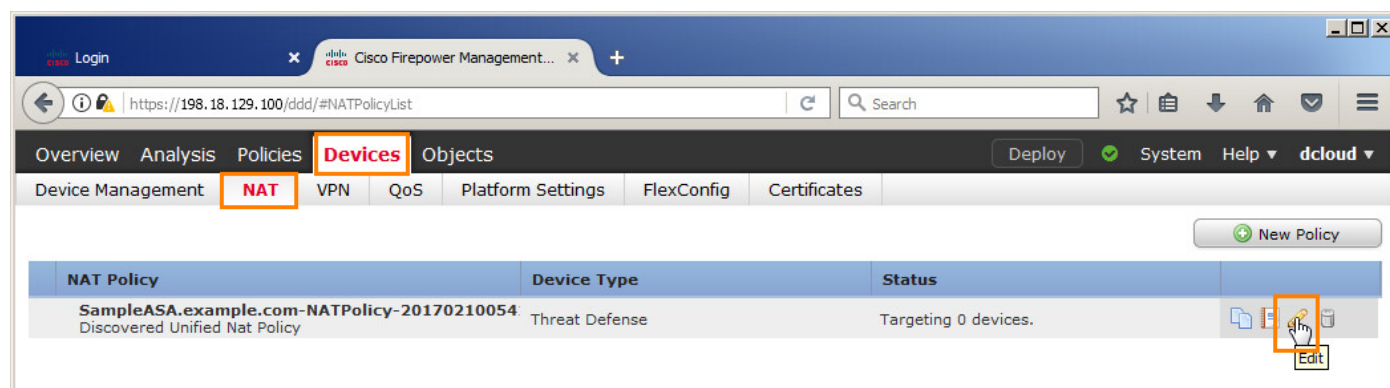 cisco Login cisco Cisco Firepower Management...
https://198.18.129.100/ddd/#NATPolicyList Search
Overview Analysis Policies Devices Objects Deploy System Help dcloud
Device Management NAT VPN QoS Platform Settings FlexConfig Certificates
New Policy
NAT Policy Device Type Status
SampleASA.example.com-NATPolicy-20170210054
Discovered Unified Nat Policy Threat Defense Targeting 0 devices.
Edit